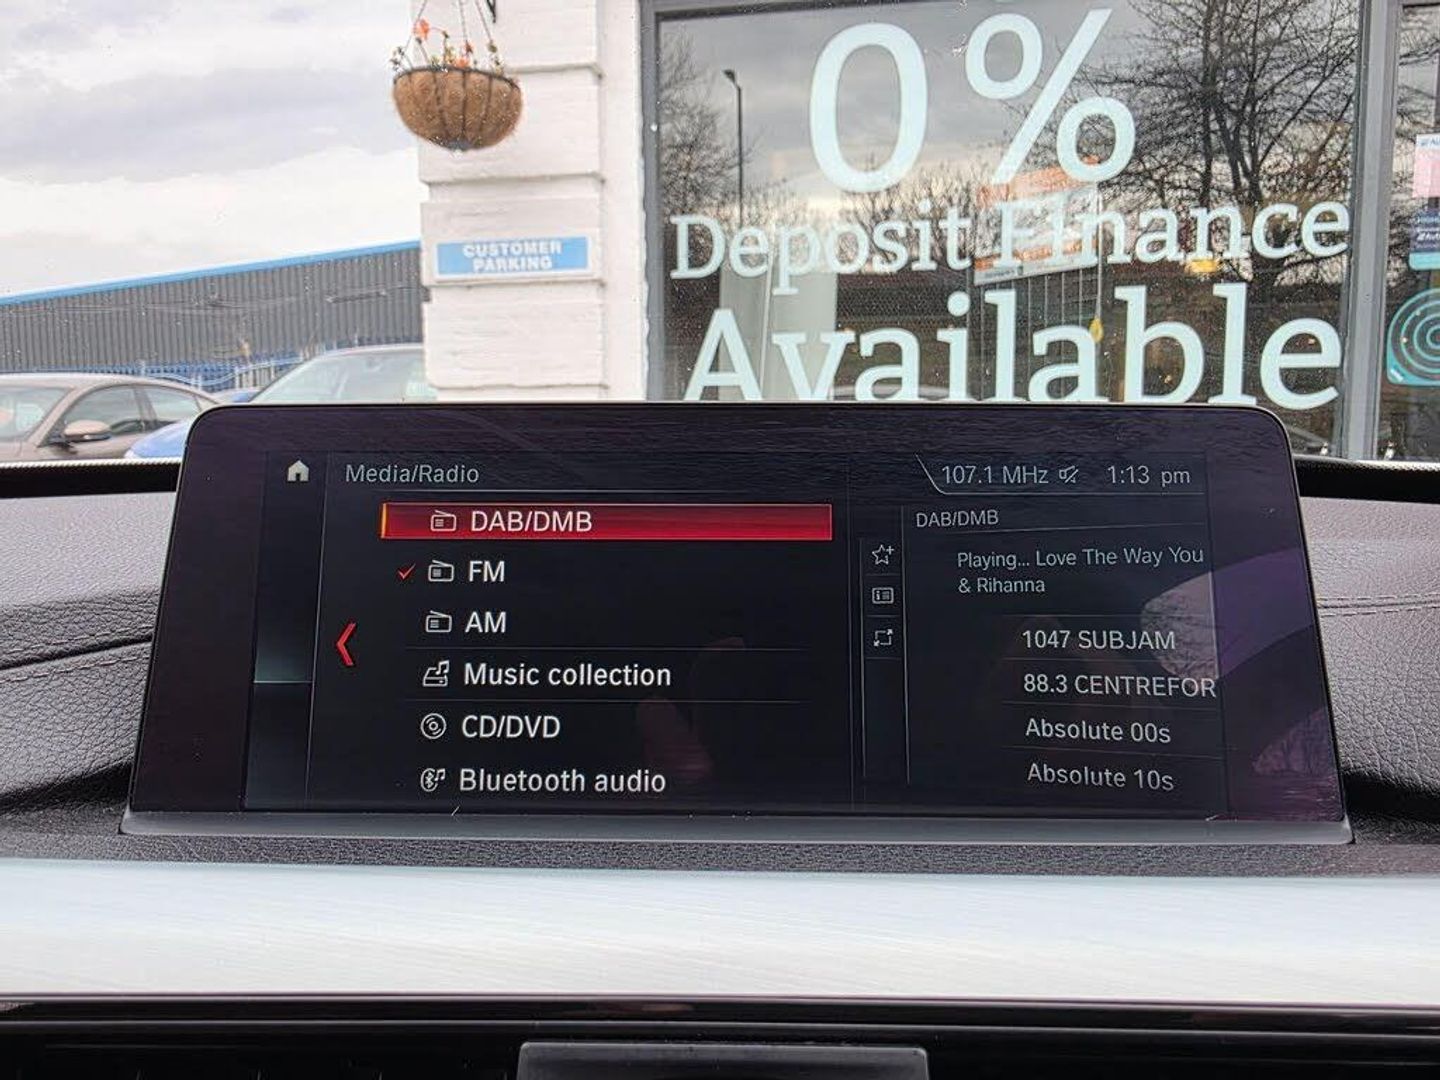 0%
Deposit Finance
Available
CUSTOMER
PARKING
Media/Radio
107.1 MHz
1:13 pm
DAB/DMB
FM
AM
Music collection
CD/DVD
Bluetooth audio
DAB/DMB
Playing... Love The Way You
& Rihanna
1047 SUBJAM
88.3 CENTREFOR
Absolute 00s
Absolute 10s